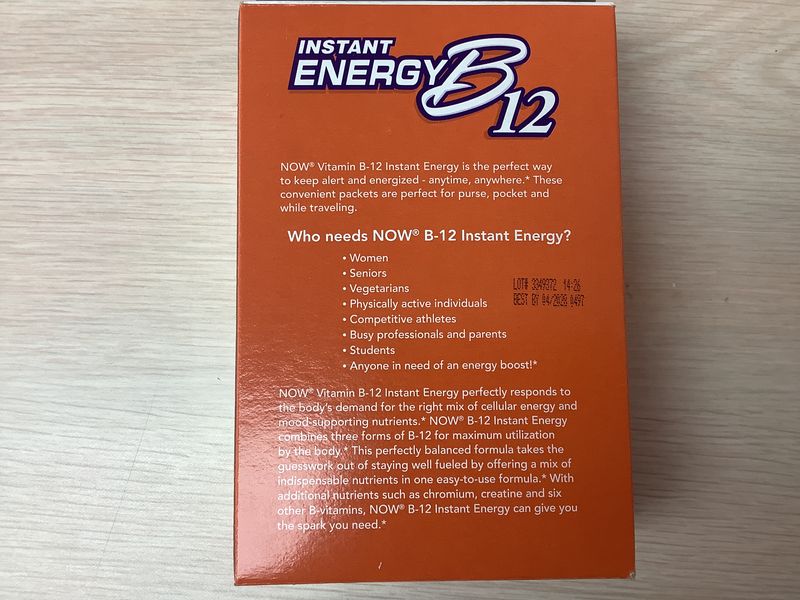 INSTANT
ENERGY B12
NOW® Vitamin B-12 Instant Energy is the perfect way
to keep alert and energized - anytime, anywhere.* These
convenient packets are perfect for purse, pocket and
while traveling.
Who needs NOW® B-12 Instant Energy?
• Women
• Seniors
• Vegetarians
• Physically active individuals
• Competitive athletes
• Busy professionals and parents
• Students
• Anyone in need of an energy boost!*
LOT# 3349372 14:26
BEST BY 04/2028 0497
NOW® Vitamin B-12 Instant Energy perfectly responds to
the body's demand for the right mix of cellular energy and
mood-supporting nutrients.* NOW® B-12 Instant Energy
combines three forms of B-12 for maximum utilization
by the body.* This perfectly balanced formula takes the
guesswork out of staying well fueled by offering a mix of
indispensable nutrients in one easy-to-use formula.* With
additional nutrients such as chromium, creatine and six
other B-vitamins, NOW® B-12 Instant Energy can give you
the spark you need.*